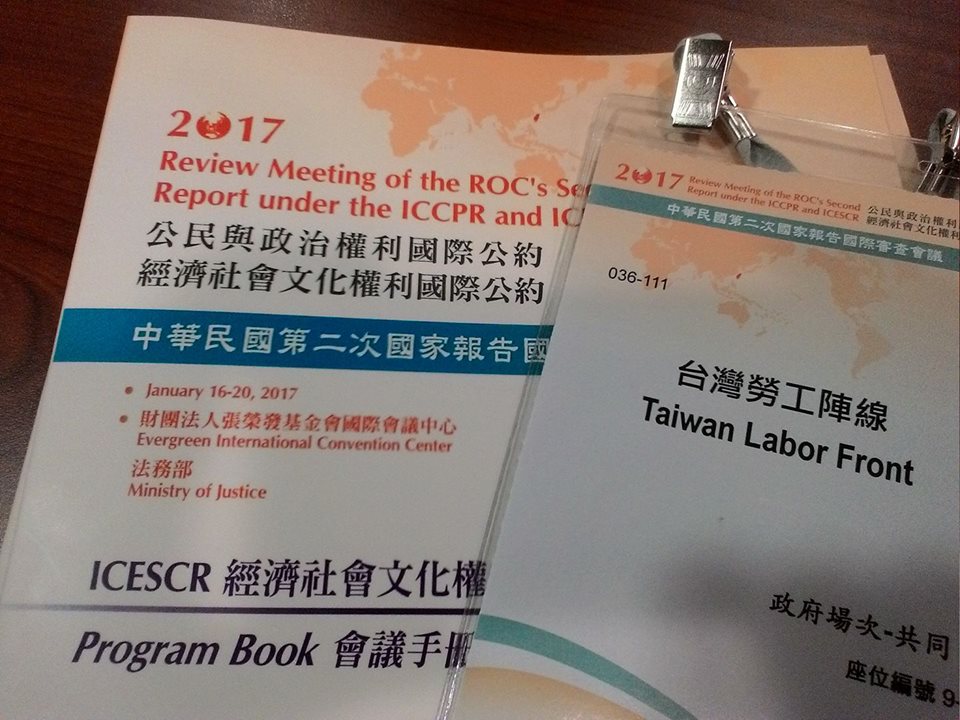 2017
Review Meeting of the ROC's Sec
Report under the ICCPR and IC
公民與政治權利國際公約
經濟社會文化權利國際公約
中華民國第二次國家報告國
January 16-20, 2017
財團法人張榮發基金會國際會議中心
Evergreen International Convention Center
法務部
Ministry of Justice
ICESCR 經濟社會文化權
Program Book 會議手冊
2017 Review Meeting of the ROC's Second
Report under the ICCPR and ICESCR
公民與政治權利
經濟社會文化權利
中華民國第二次國家報告國際審查會議
036-111
台灣勞工陣線
Taiwan Labor Front
政府場次-共同
座位編號 9-